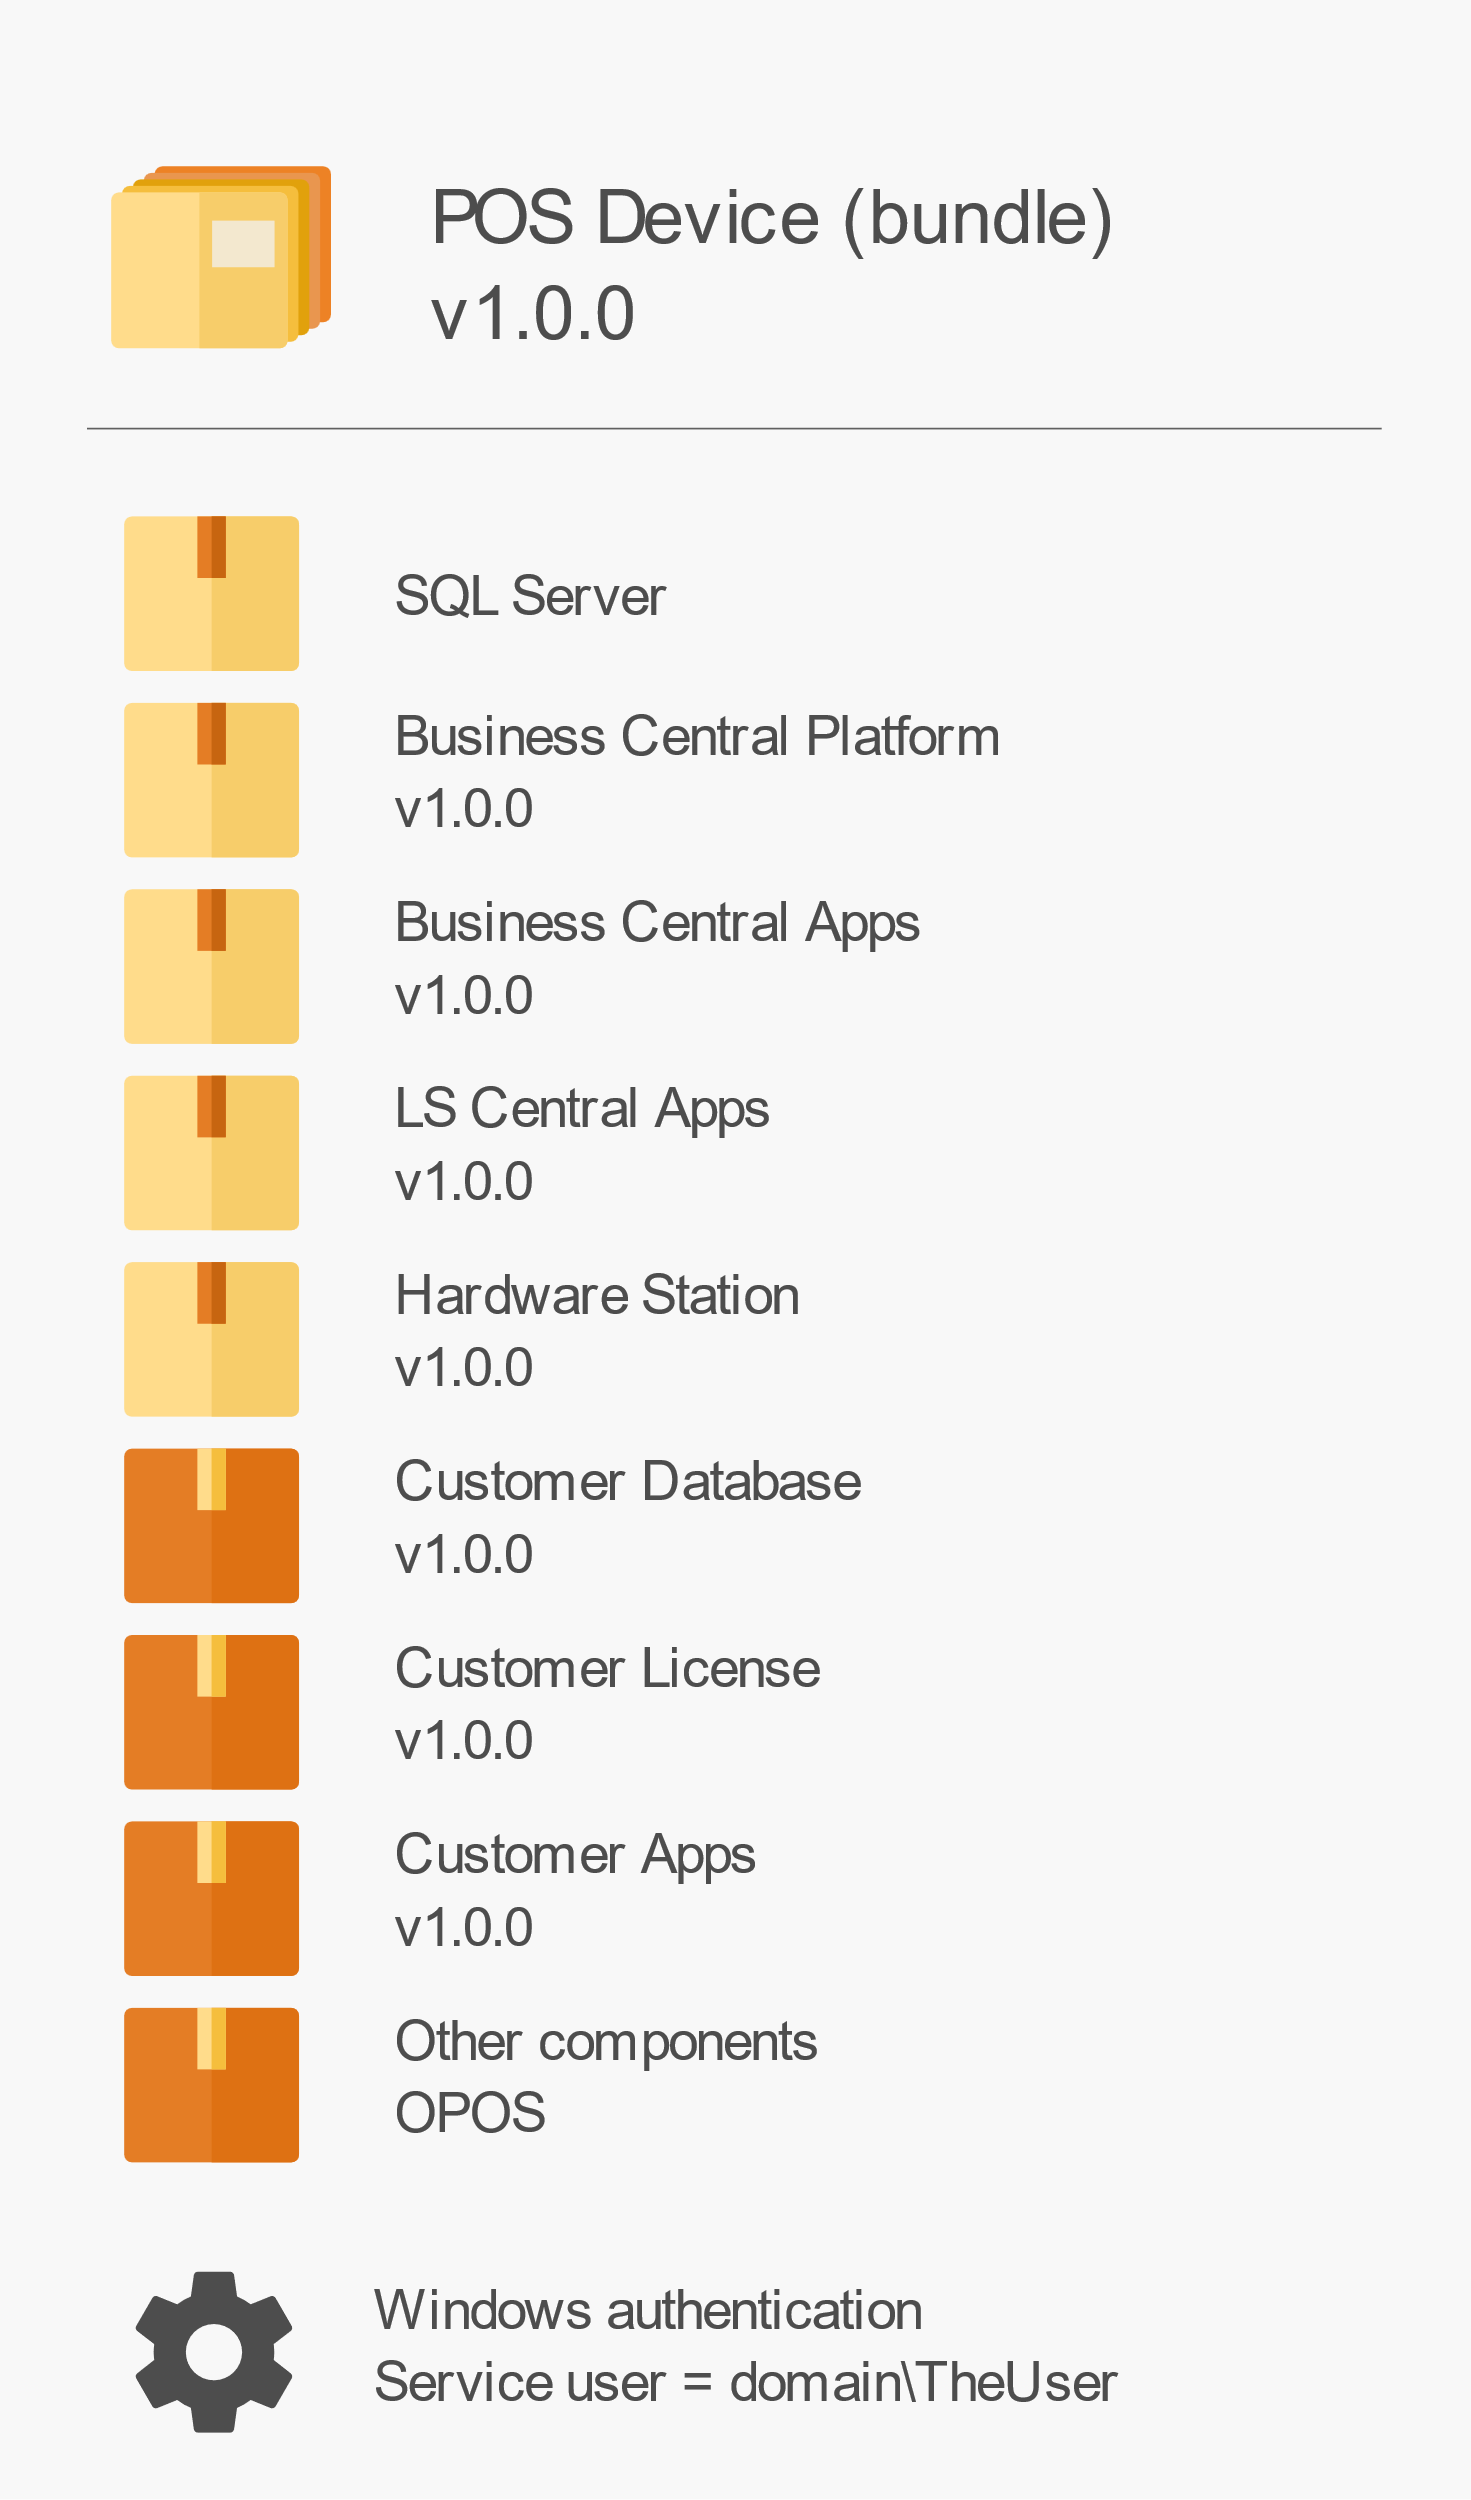 POS Device (bundle)
v1.0.0
SQL Server
Business Central Platform
v1.0.0
Business Central Apps
v1.0.0
LS Central Apps
v1.0.0
Hardware Station
v1.0.0
Customer Database
v1.0.0
Customer License
v1.0.0
Customer Apps
v1.0.0
Other components
OPOS
Windows authentication
Service user = domain\TheUser